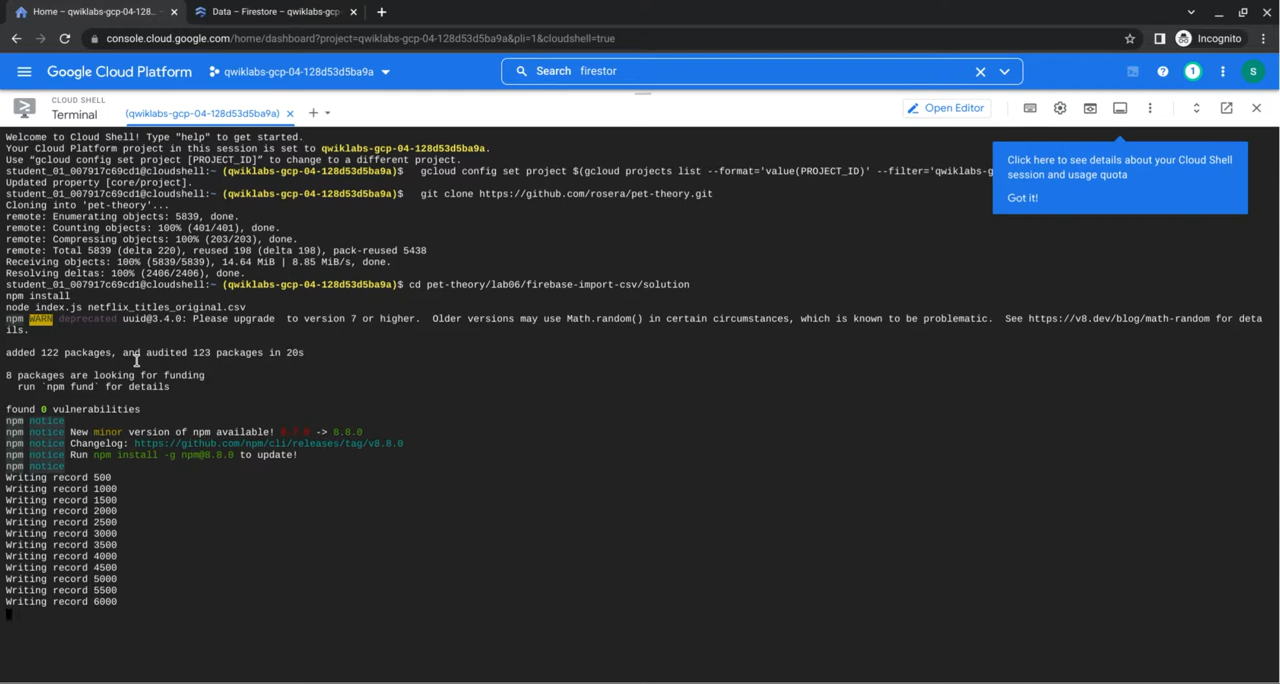 Home – qwiklabs-gcp-04-128...
Data – Firestore – qwiklabs-gcp-
console.cloud.google.com/home/dashboard?project=qwiklabs-gcp-04-128d53d5ba9a&pli=1&cloudshell=true
Incognito
Google Cloud Platform
qwiklabs-gcp-04-128d53d5ba9a
Search firestor
1
S
CLOUD SHELL
Terminal
(qwiklabs-gcp-04-128d53d5ba9a)
Open Editor
Click here to see details about your Cloud Shell
session and usage quota
Got it!
Welcome to Cloud Shell! Type "help" to get started.
Your Cloud Platform project in this session is set to qwiklabs-gcp-04-128d53d5ba9a.
Use “gcloud config set project [PROJECT_ID]” to change to a different project.
student_01_007917c69cd1@cloudshell:~ (qwiklabs-gcp-04-128d53d5ba9a)$ gcloud config set project $(gcloud projects list --format='value(PROJECT_ID)' --filter='qwiklabs-g
Updated property [core/project].
student_01_007917c69cd1@cloudshell:~ (qwiklabs-gcp-04-128d53d5ba9a)$ git clone https://github.com/rosera/pet-theory.git
Cloning into 'pet-theory'...
remote: Enumerating objects: 5839, done.
remote: Counting objects: 100% (401/401), done.
remote: Compressing objects: 100% (203/203), done.
remote: Total 5839 (delta 220), reused 198 (delta 198), pack-reused 5438
Receiving objects: 100% (5839/5839), 14.64 MiB | 8.85 MiB/s, done.
Resolving deltas: 100% (2406/2406), done.
student_01_007917c69cd1@cloudshell:~ (qwiklabs-gcp-04-128d53d5ba9a)$ cd pet-theory/lab06/firebase-import-csv/solution
npm install
node index.js netflix_titles_original.csv
npm WARN deprecated uuid@3.4.0: Please upgrade  to version 7 or higher.  Older versions may use Math.random() in certain circumstances, which is known to be problematic.  See https://v8.dev/blog/math-random for deta
ils.
added 122 packages, and audited 123 packages in 20s
8 packages are looking for funding
run `npm fund` for details
found 0 vulnerabilities
npm notice
npm notice New minor version of npm available! 8.7.0 -> 8.8.0
npm notice Changelog: https://github.com/npm/cli/releases/tag/v8.8.0
npm notice Run npm install -g npm@8.8.0 to update!
npm notice
Writing record 500
Writing record 1000
Writing record 1500
Writing record 2000
Writing record 2500
Writing record 3000
Writing record 3500
Writing record 4000
Writing record 4500
Writing record 5000
Writing record 5500
Writing record 6000